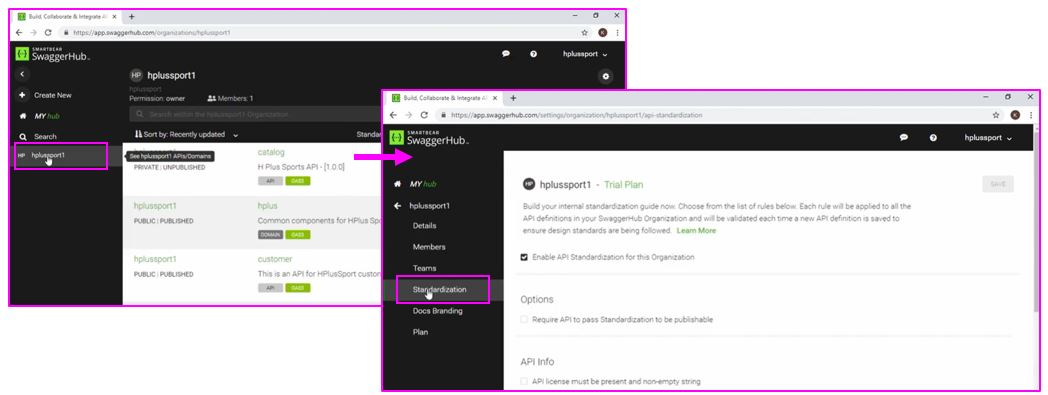 Build, Collaborate & Integrate AP
https://app.swaggerhub.com/organizations/hplussport1
K
SMARTBEAR
SwaggerHub
hplussport
HP hplussport1
hplussport
Permission: owner Members: 1
Create New
MY hub
Search within the hplussport1 Organization
Search
Sort by: Recently updated
Standar
HP hplussport1
See hplussport1 APIs/Domains
catalog
PRIVATE | UNPUBLISHED
H Plus Sports API - [1.0.0]
API OAS3
hplussport1
hplus
PUBLIC | PUBLISHED
Common components for HPlus Spo
DOMAIN OAS3
hplussport1
customer
PUBLIC | PUBLISHED
This is an API for HPlusSport custom
API OAS3
Build, Collaborate & Integrate AP
https://app.swaggerhub.com/settings/organization/hplussport1/api-standardization
K
SMARTBEAR
SwaggerHub
hplussport
MY hub
hplussport1
Details
Members
Teams
Standardization
Docs Branding
Plan
HP hplussport1 - Trial Plan
SAVE
Build your internal standardization guide now. Choose from the list of rules below. Each rule will be applied to all the
API definitions in your SwaggerHub Organization and will be validated each time a new API definition is saved to
ensure design standards are being followed. Learn More
Enable API Standardization for this Organization
Options
Require API to pass Standardization to be publishable
API Info
API license must be present and non-empty string